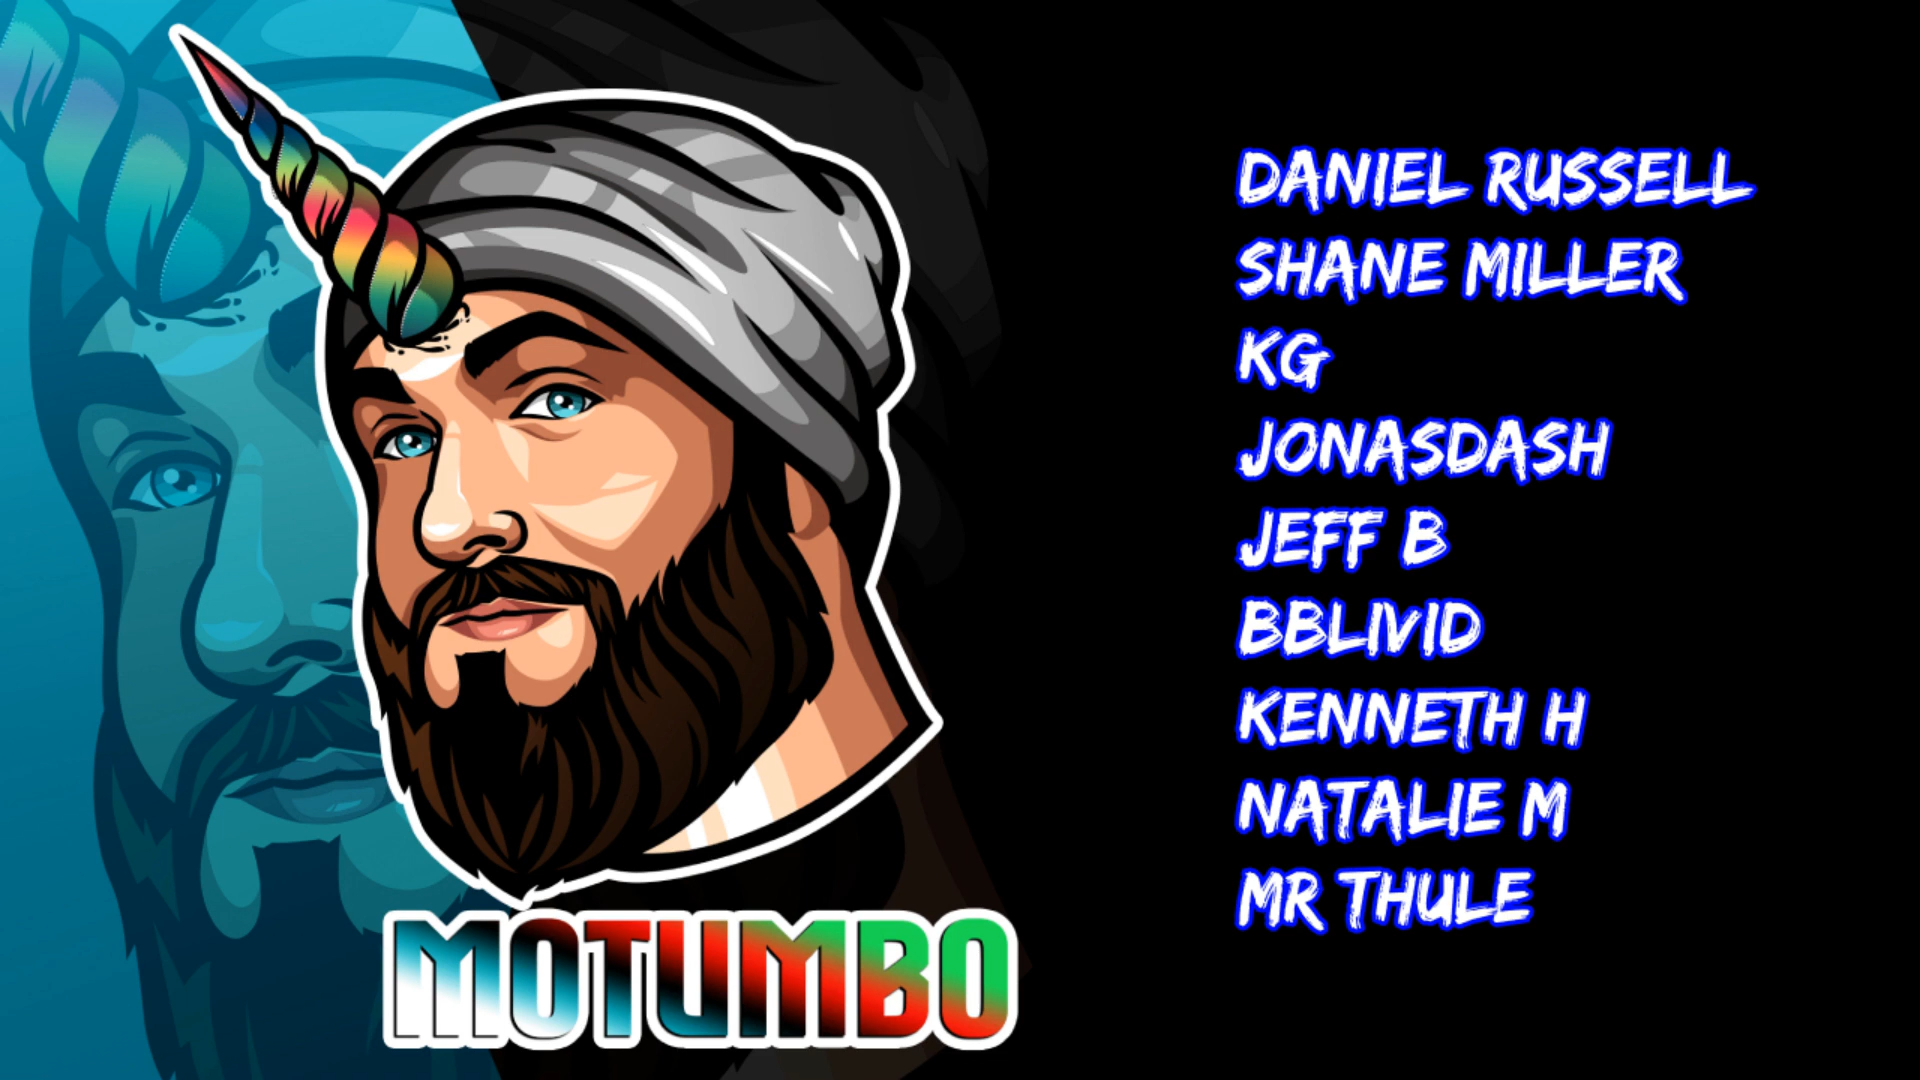 MOTUMBO
DANIEL RUSSELL
SHANE MILLER
KG
JONASDASH
JEFF B
BBLIVID
KENNETH H
NATALIE M
MR THULE